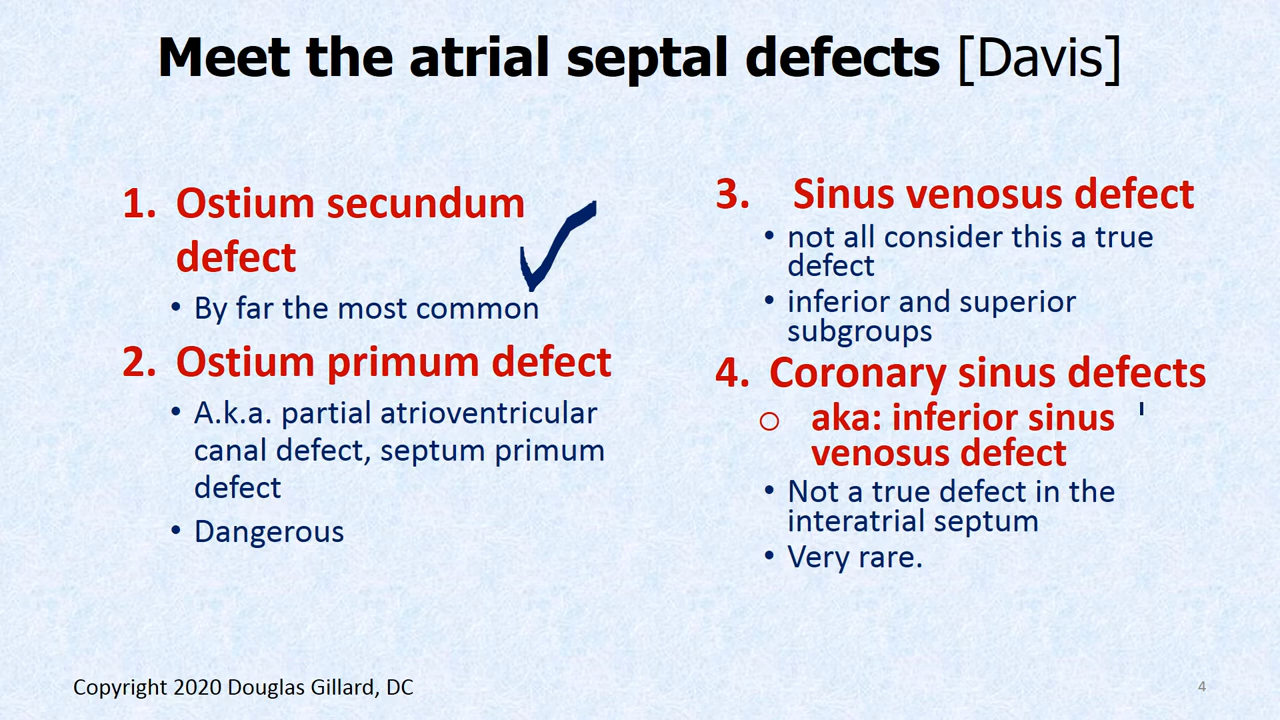 Meet the atrial septal defects [Davis]
1. Ostium secundum
defect
• By far the most common
2. Ostium primum defect
• A.k.a. partial atrioventricular
canal defect, septum primum
defect
• Dangerous
3. Sinus venosus defect
• not all consider this a true
defect
• inferior and superior
subgroups
4. Coronary sinus defects
○ aka: inferior sinus
venosus defect
• Not a true defect in the
interatrial septum
• Very rare.
Copyright 2020 Douglas Gillard, DC
4